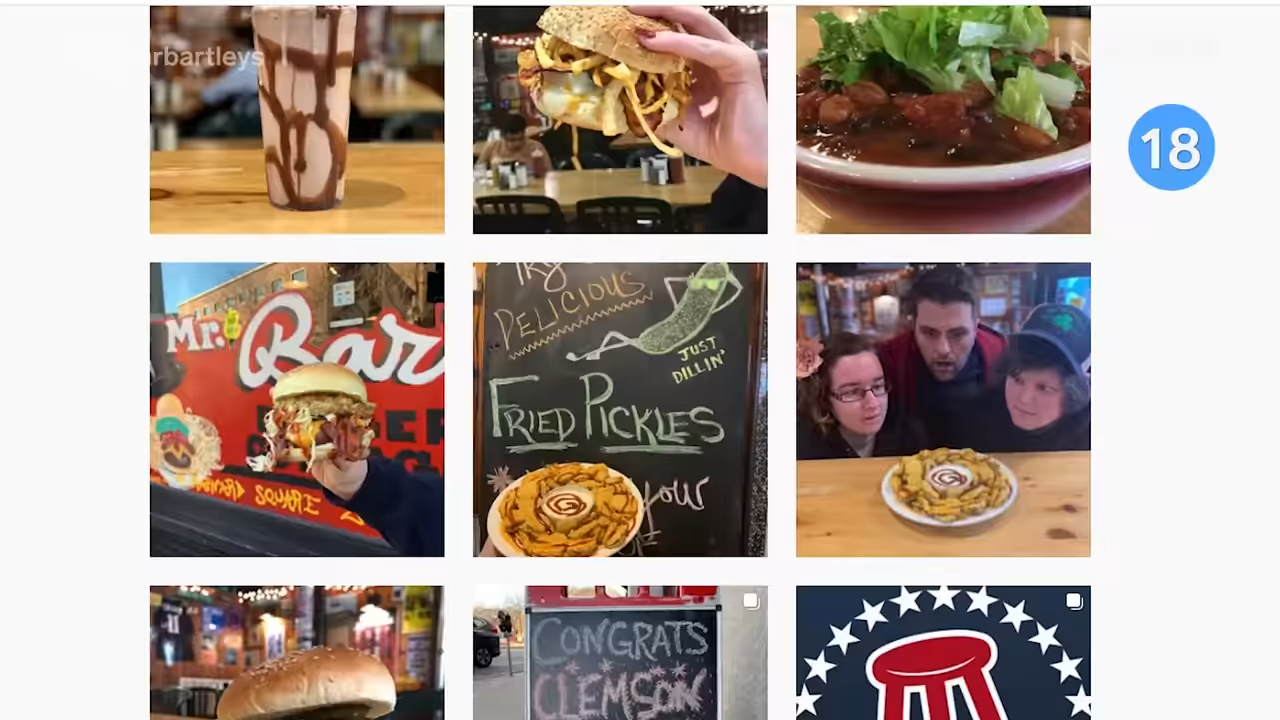 rbartleys
18
Mr. Bar
SQUARE
DELICIOUS
JUST
DILLIN'
FRIED PICKLES
your
CONGRATS
CLEMSON